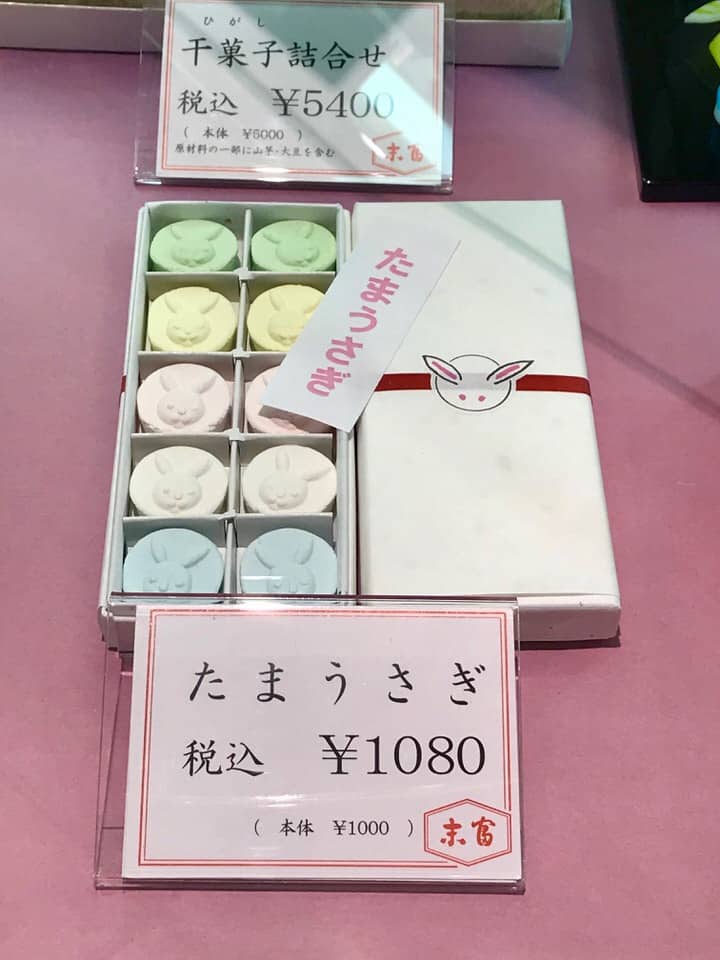 ひがし
干菓子詰合せ
税込 ¥5400
( 本体 ¥5000 )
原材料の一部に山芋・大豆を含む
末富
たまうさぎ
たまうさぎ
税込 ¥1080
( 本体 ¥1000 )
末富